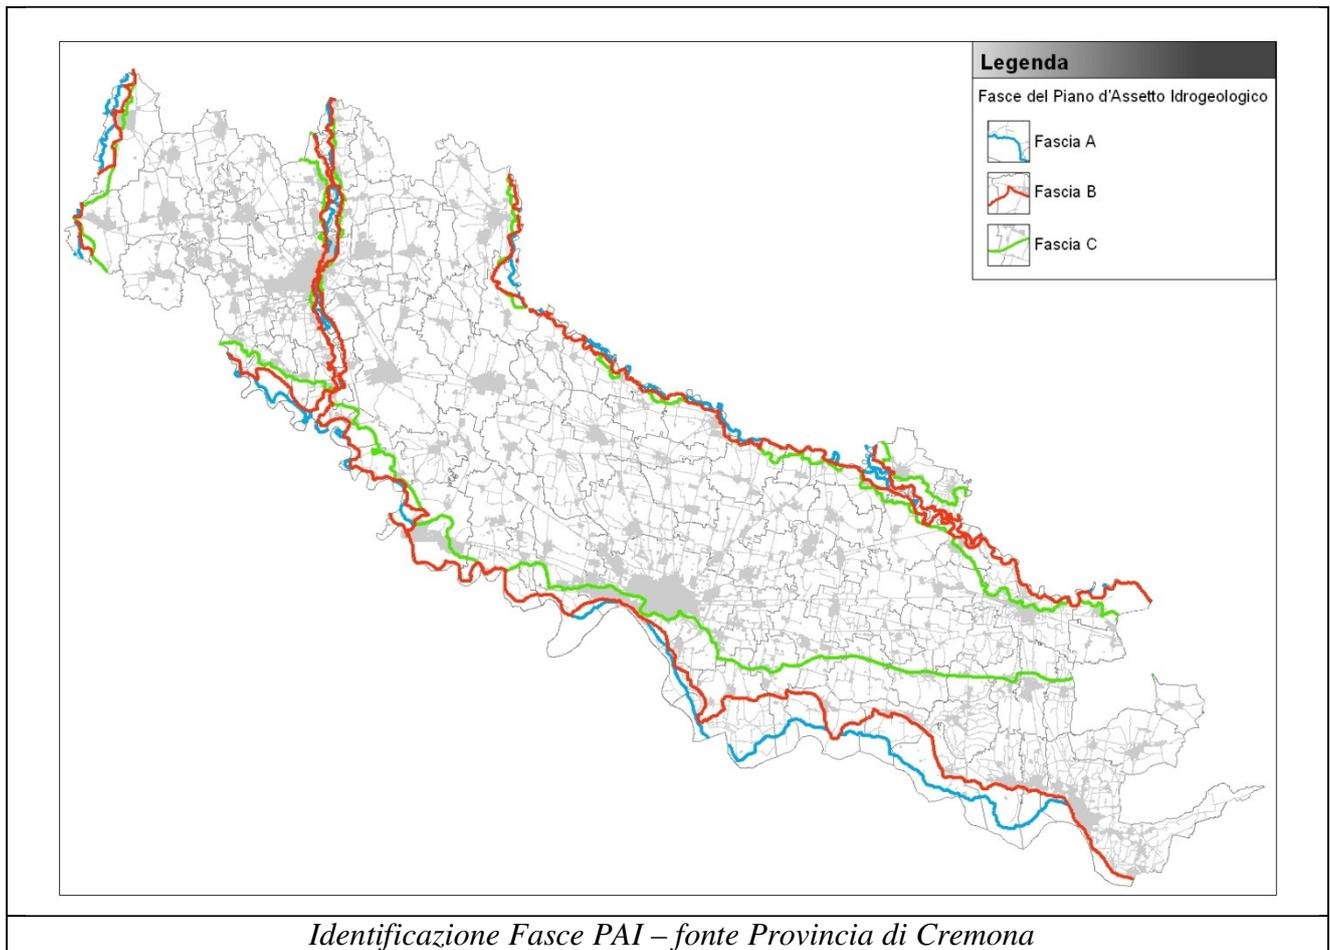 Legenda
Fasce del Piano d'Assetto Idrogeologico
Fascia A
Fascia B
Fascia C
Identificazione Fasce PAI – fonte Provincia di Cremona